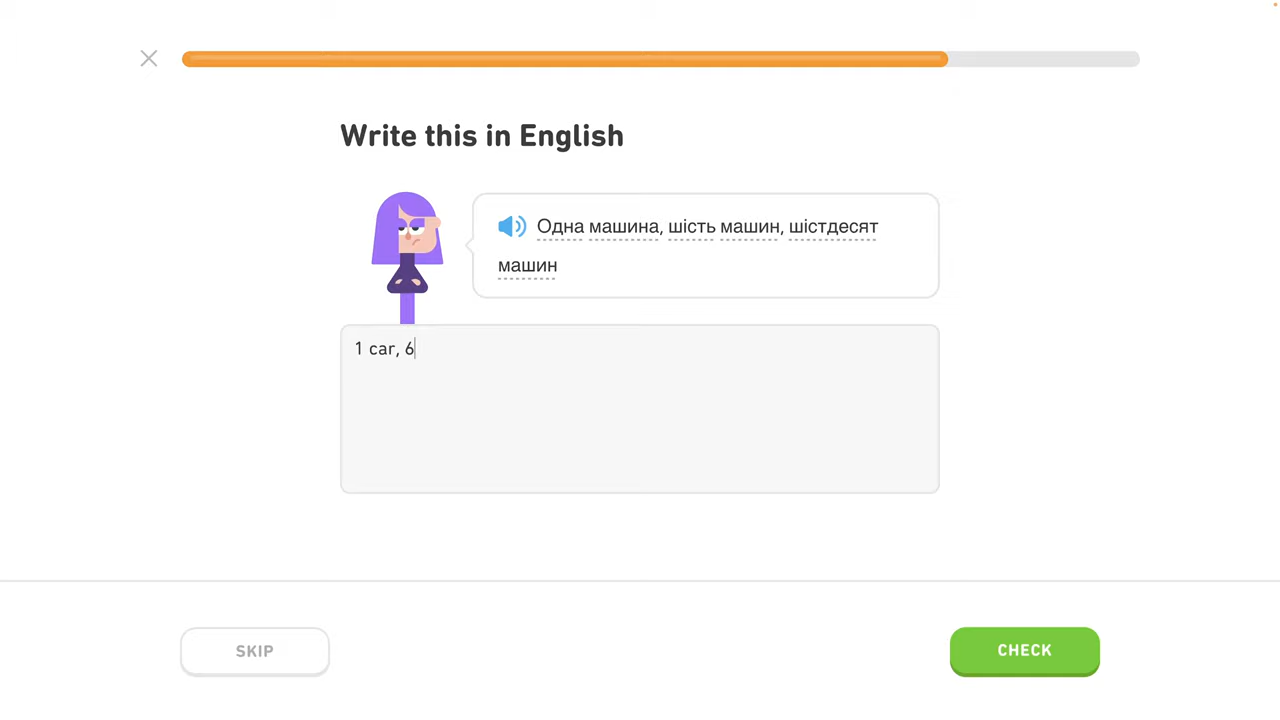 Write this in English
Одна машина, шість машин, шістдесят
машин
1 car, 6
SKIP
CHECK